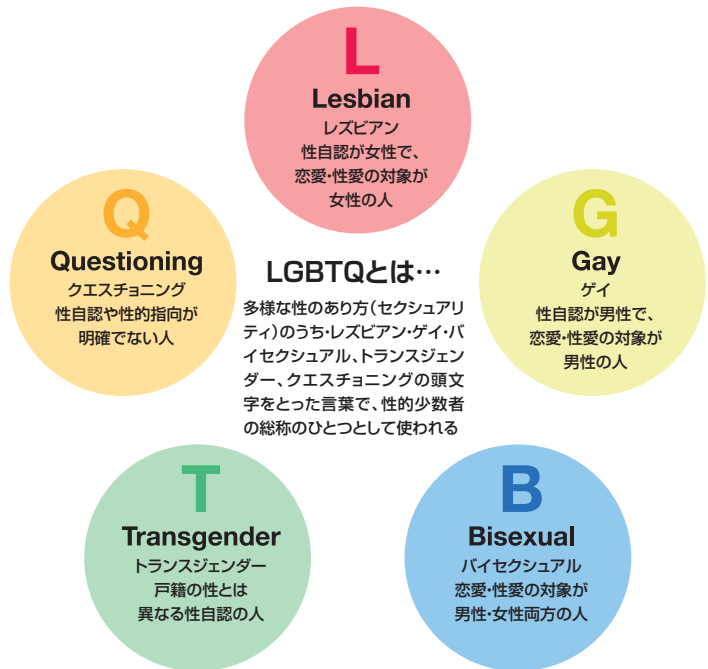 L
Lesbian
レズビアン
性自認が女性で、
恋愛・性愛の対象が
女性の人
Q
Questioning
クエスチョニング
性自認や性的指向が
明確でない人
G
Gay
ゲイ
性自認が男性で、
恋愛・性愛の対象が
男性の人
LGBTQとは…
多様な性のあり方(セクシュアリ
ティ)のうち・レズビアン・ゲイ・バ
イセクシュアル、トランスジェン
ダー、クエスチョニングの頭文
字をとった言葉で、性的少数者
の総称のひとつとして使われる
T
Transgender
トランスジェンダー
戸籍の性とは
異なる性自認の人
B
Bisexual
バイセクシュアル
恋愛・性愛の対象が
男性・女性両方の人